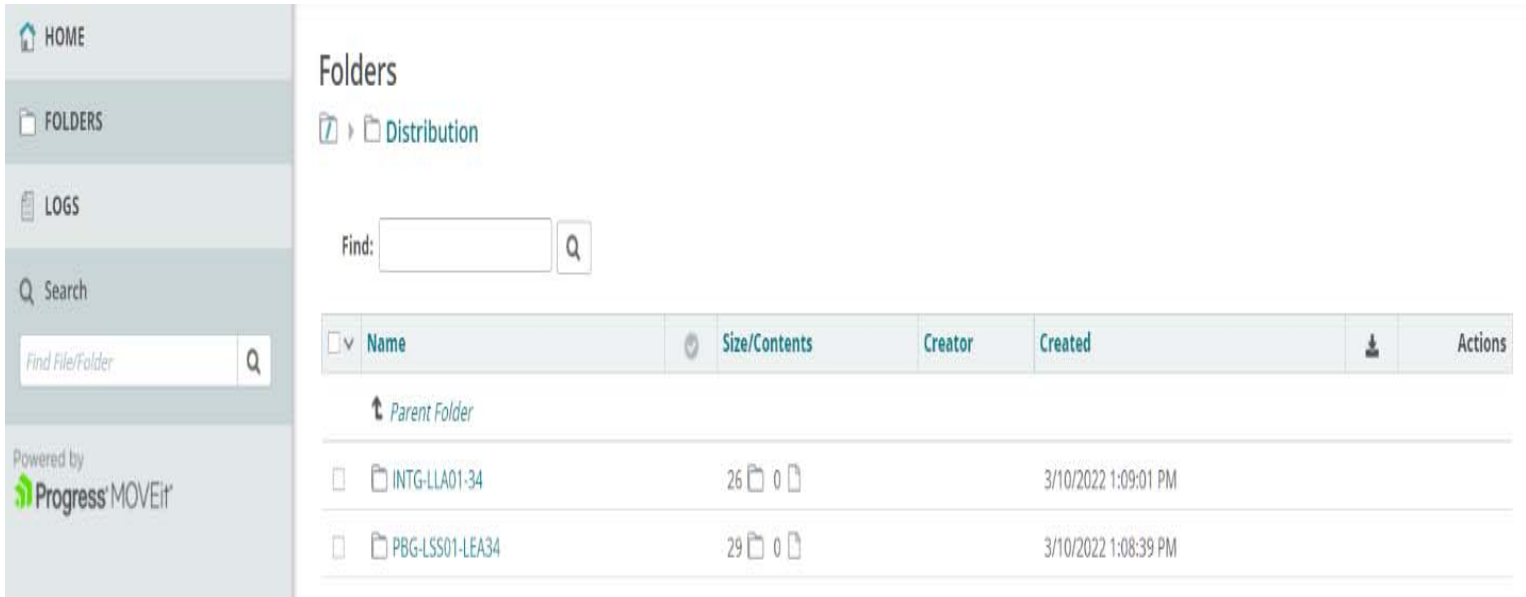 HOME
FOLDERS
LOGS
Search
Find File/Folder
Powered by
Progress MOVEit
Folders
/ Distribution
Find:
Name Size/Contents Creator Created Actions
Parent Folder
INTG-LLA01-34 26 0 3/10/2022 1:09:01 PM
PBG-LSS01-LEA34 29 0 3/10/2022 1:08:39 PM